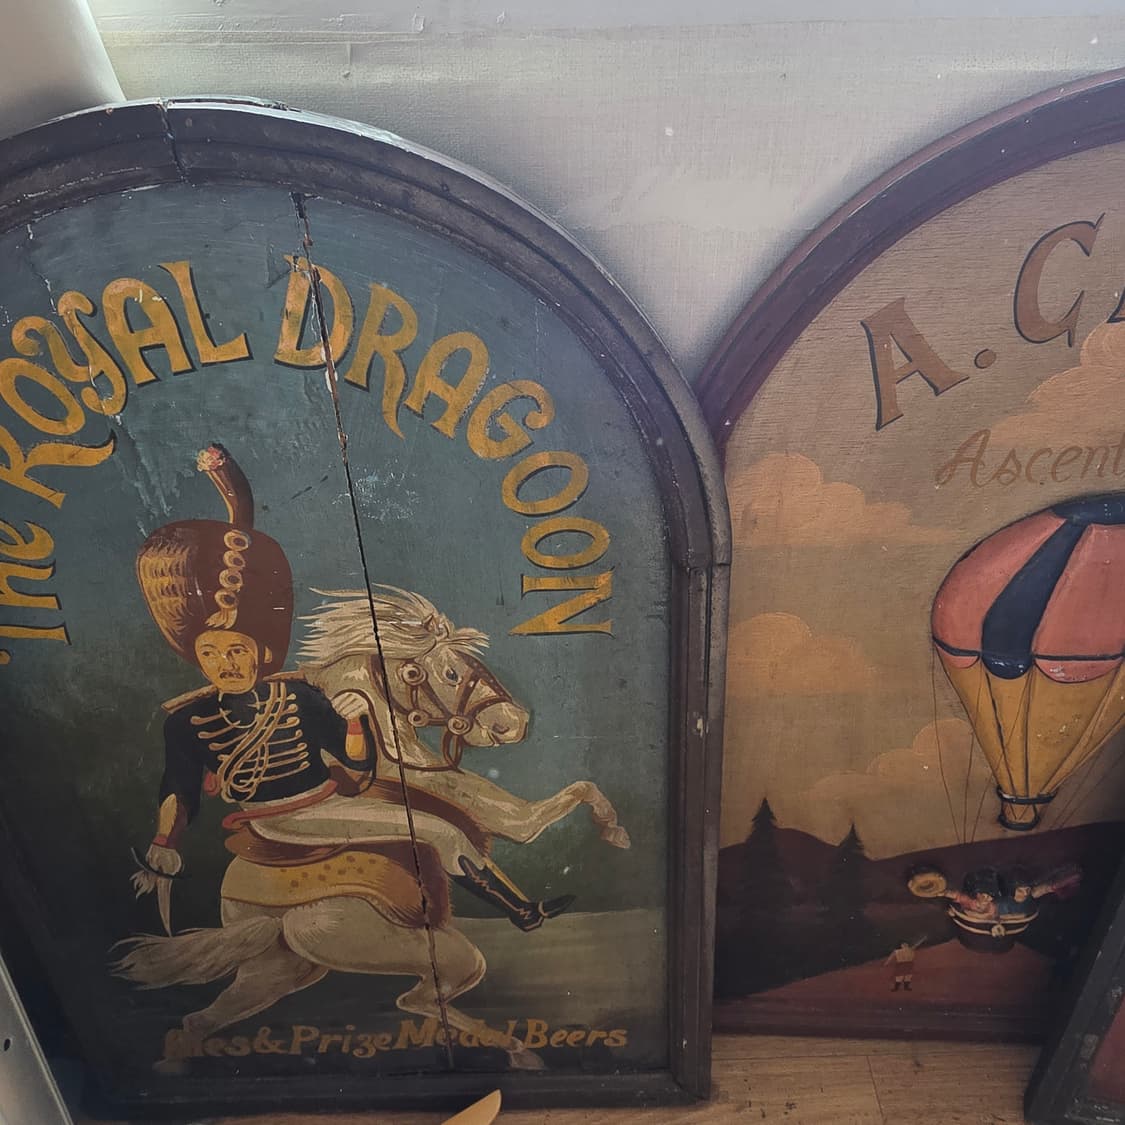 The ROYAL DRAGOON
Ales & Prize Medal Beers
A. C
Ascent